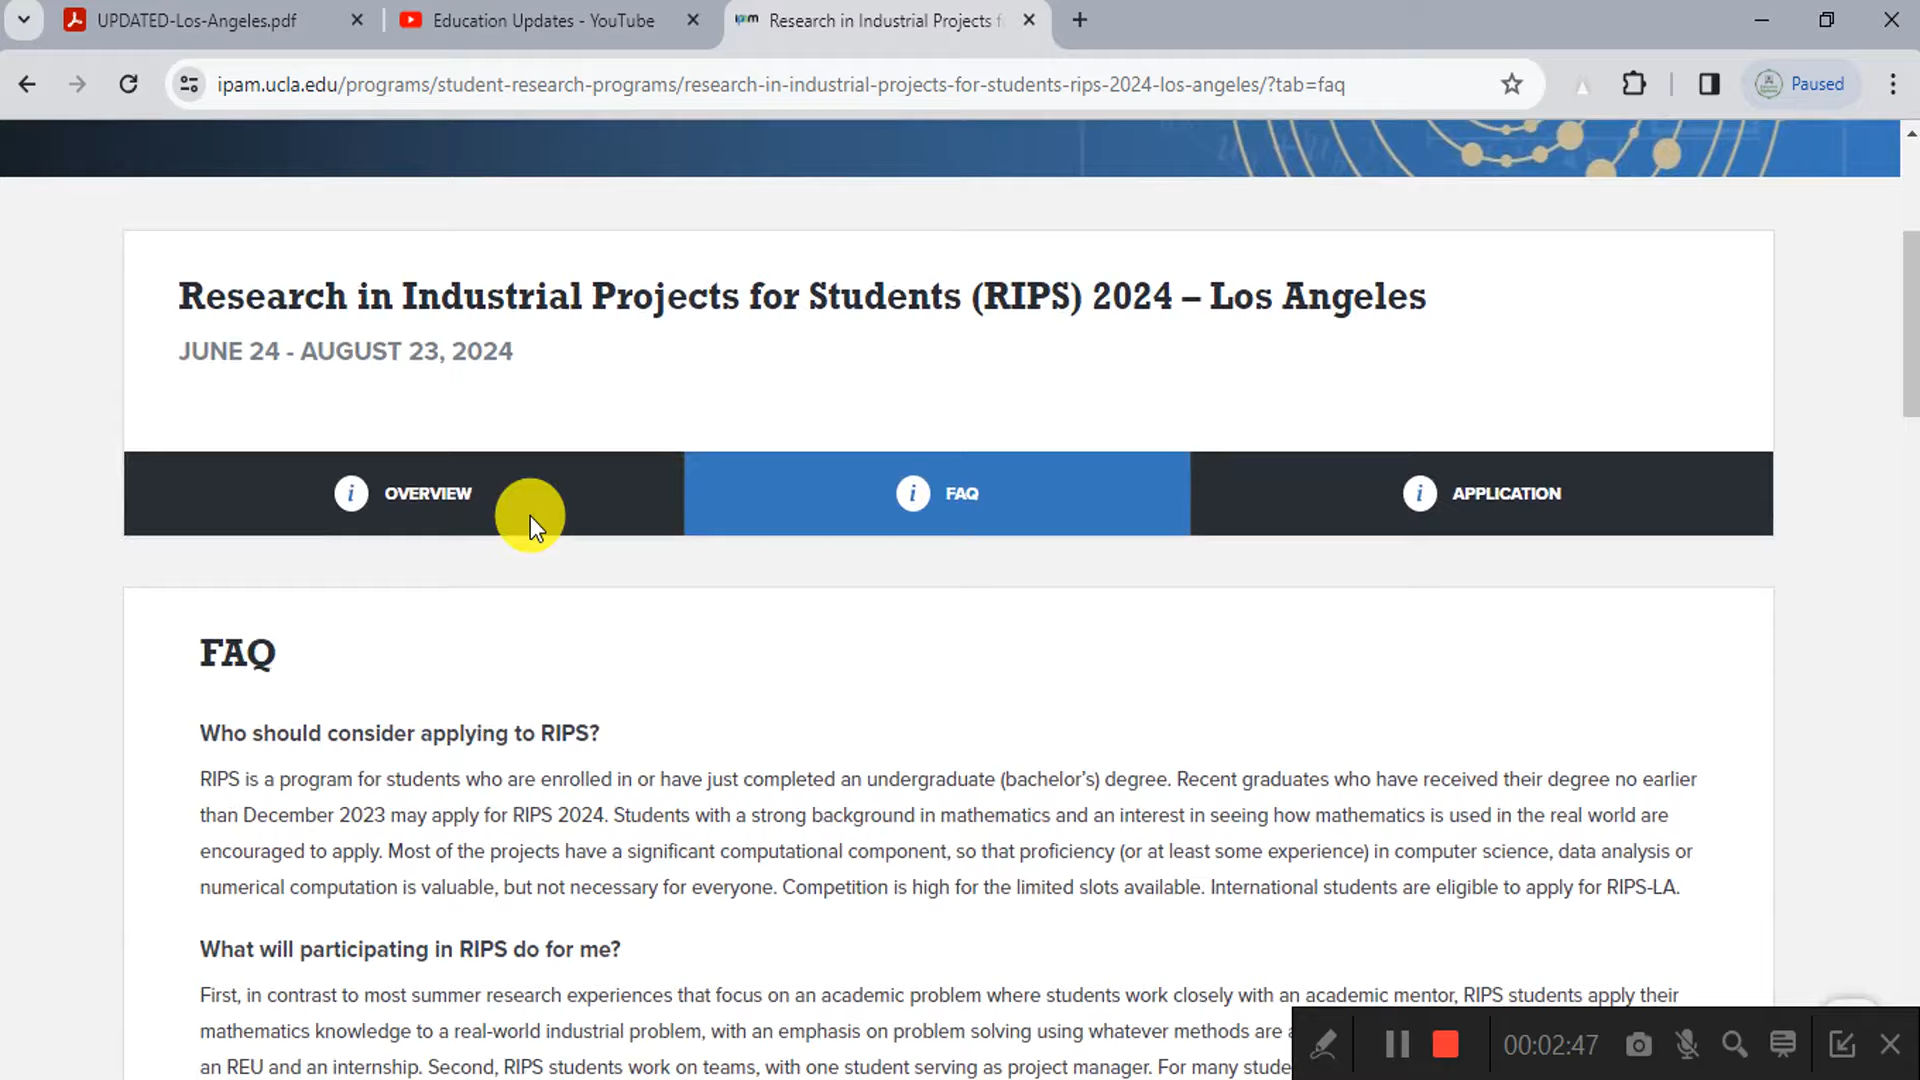 UPDATED-Los-Angeles.pdf
Education Updates - YouTube
ipam
Research in Industrial Projects f
ipam.ucla.edu/programs/student-research-programs/research-in-industrial-projects-for-students-rips-2024-los-angeles/?tab=faq
Paused
Research in Industrial Projects for Students (RIPS) 2024 – Los Angeles
JUNE 24 - AUGUST 23, 2024
i OVERVIEW
i FAQ
i APPLICATION
FAQ
Who should consider applying to RIPS?
RIPS is a program for students who are enrolled in or have just completed an undergraduate (bachelor's) degree. Recent graduates who have received their degree no earlier
than December 2023 may apply for RIPS 2024. Students with a strong background in mathematics and an interest in seeing how mathematics is used in the real world are
encouraged to apply. Most of the projects have a significant computational component, so that proficiency (or at least some experience) in computer science, data analysis or
numerical computation is valuable, but not necessary for everyone. Competition is high for the limited slots available. International students are eligible to apply for RIPS-LA.
What will participating in RIPS do for me?
First, in contrast to most summer research experiences that focus on an academic problem where students work closely with an academic mentor, RIPS students apply their
mathematics knowledge to a real-world industrial problem, with an emphasis on problem solving using whatever methods are
an REU and an internship. Second, RIPS students work on teams, with one student serving as project manager. For many stude
00:02:47